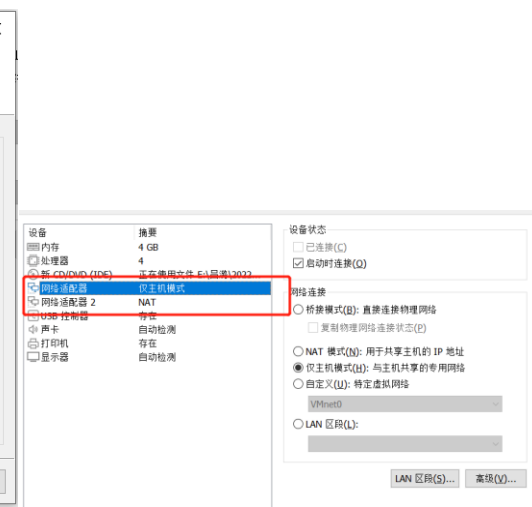 设备 摘要
内存 4 GB
处理器 4
新 CD/DVD (IDE) 正在使用文件 E:\
网络适配器 仅主机模式
网络适配器 2 NAT
USB 控制器 存在
声卡 自动检测
打印机 存在
显示器 自动检测
设备状态
已连接(C)
启动时连接(O)
网络连接
桥接模式(B): 直接连接物理网络
复制物理网络连接状态(P)
NAT 模式(N): 用于共享主机的 IP 地址
仅主机模式(H): 与主机共享的专用网络
自定义(U): 特定虚拟网络
VMnet0
LAN 区段(L):
LAN 区段(S)... 高级(V)...